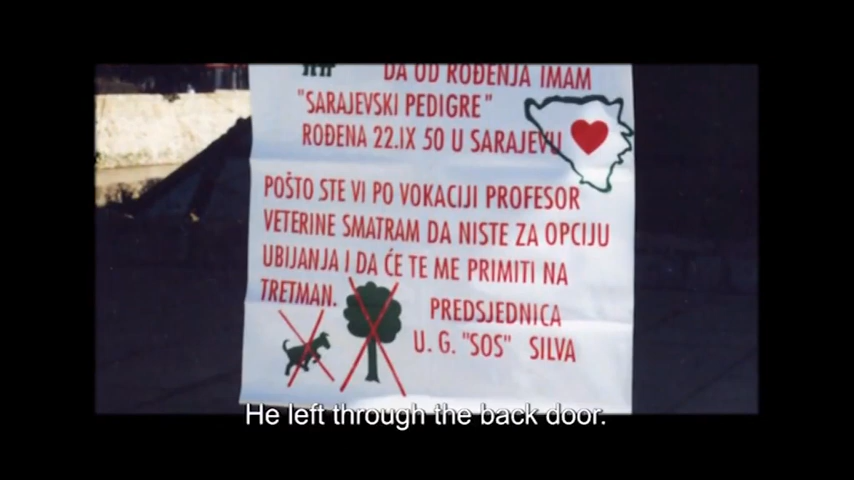 DA OD ROĐENJA IMAM
"SARAJEVSKI PEDIGRE"
ROĐENA 22.IX 50 U SARAJEVU
POŠTO STE VI PO VOKACIJI PROFESOR
VETERINE SMATRAM DA NISTE ZA OPCIJU
UBIJANJA I DA ĆE TE ME PRIMITI NA
TRETMAN.
PREDSJEDNICA
U. G. "SOS" SILVA
He left through the back door.